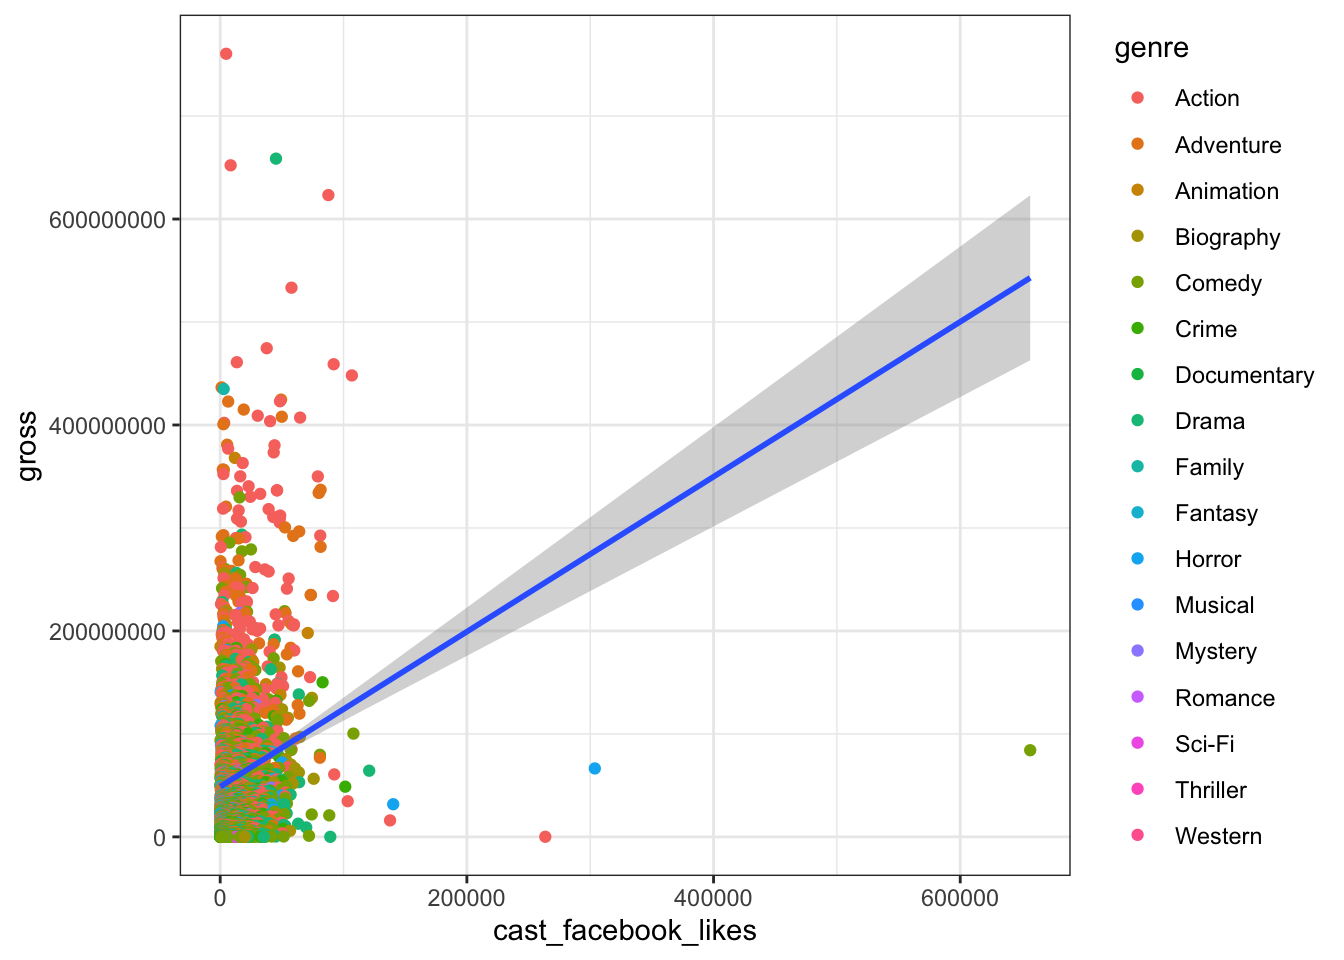 genre
Action
Adventure
Animation
Biography
Comedy
Crime
Documentary
Drama
Family
Fantasy
Horror
Musical
Mystery
Romance
Sci-Fi
Thriller
Western
gross
600000000
400000000
200000000
0
0 200000 400000 600000
cast_facebook_likes